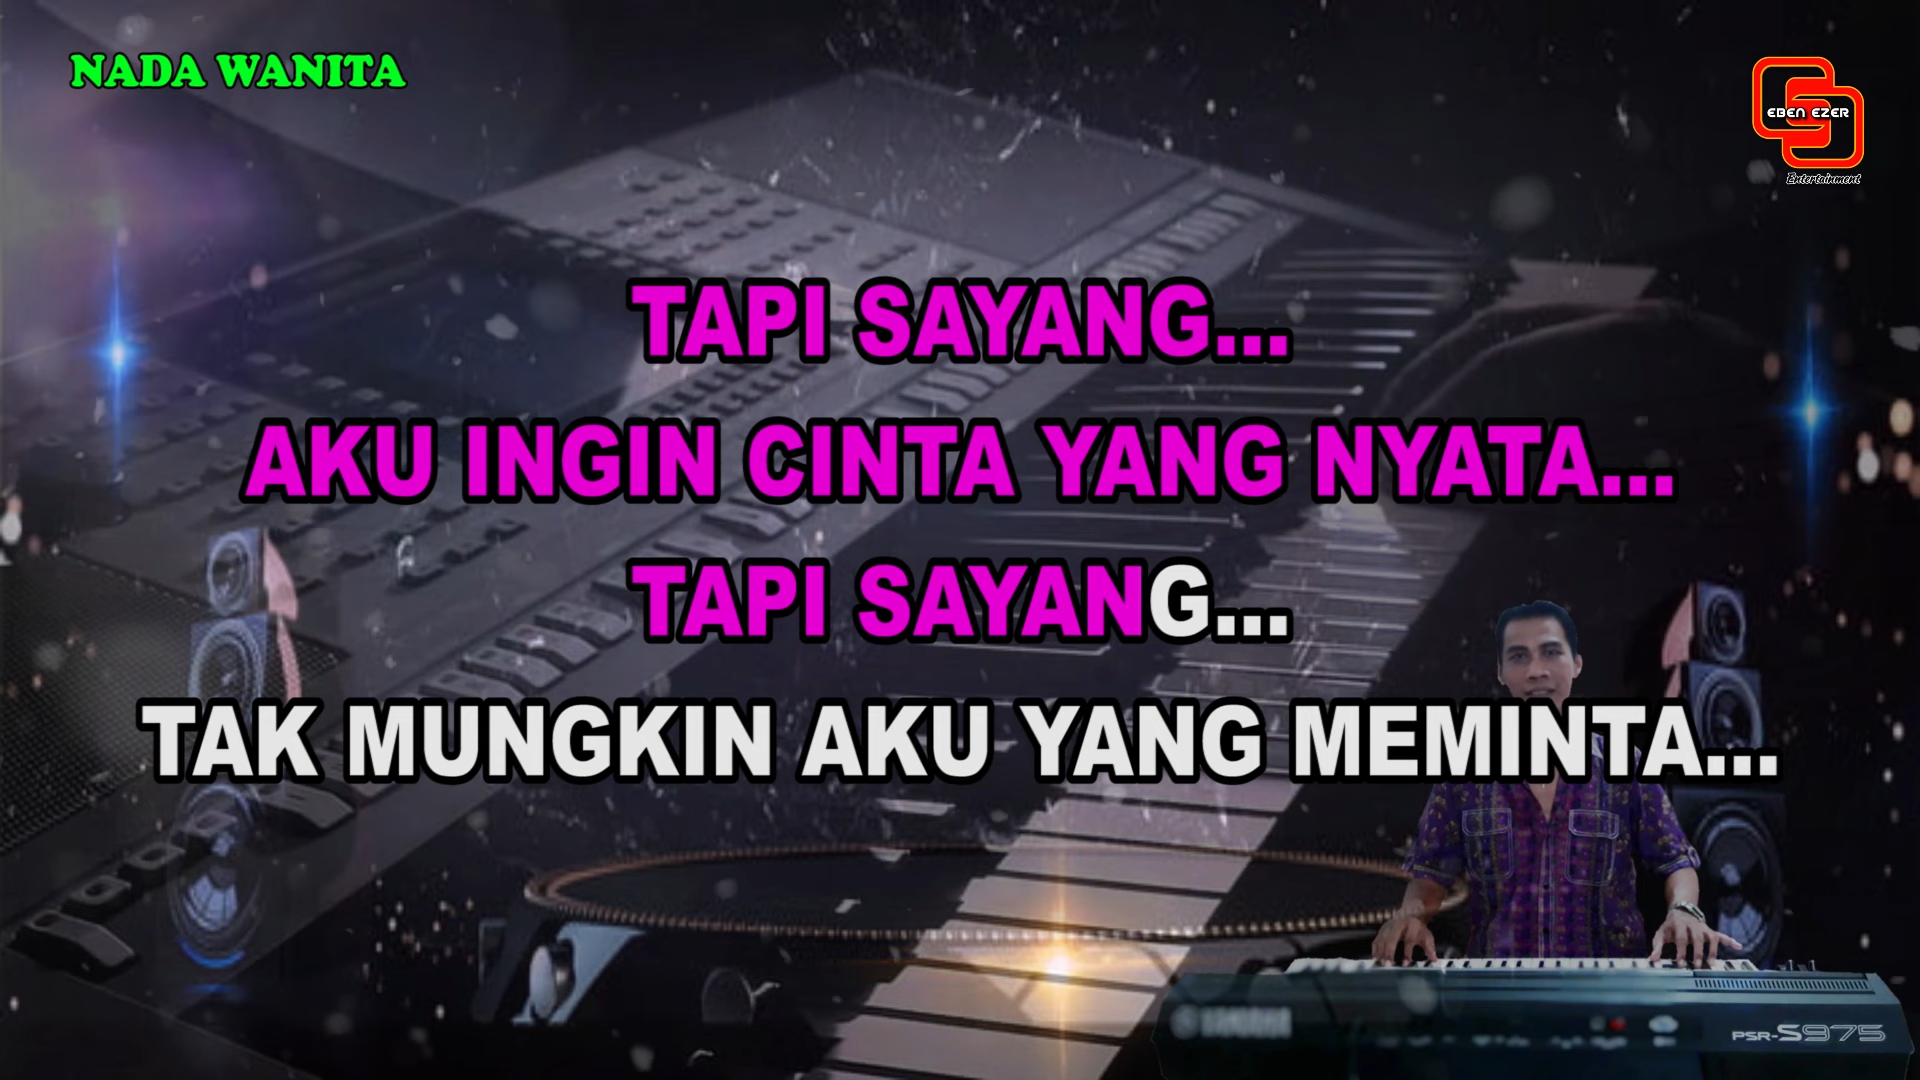 NADA WANITA
EBEN EZER
Entertainment
TAPI SAYANG...
AKU INGIN CINTA YANG NYATA...
TAPI SAYANG...
TAK MUNGKIN AKU YANG MEMINTA...
PSR-S975